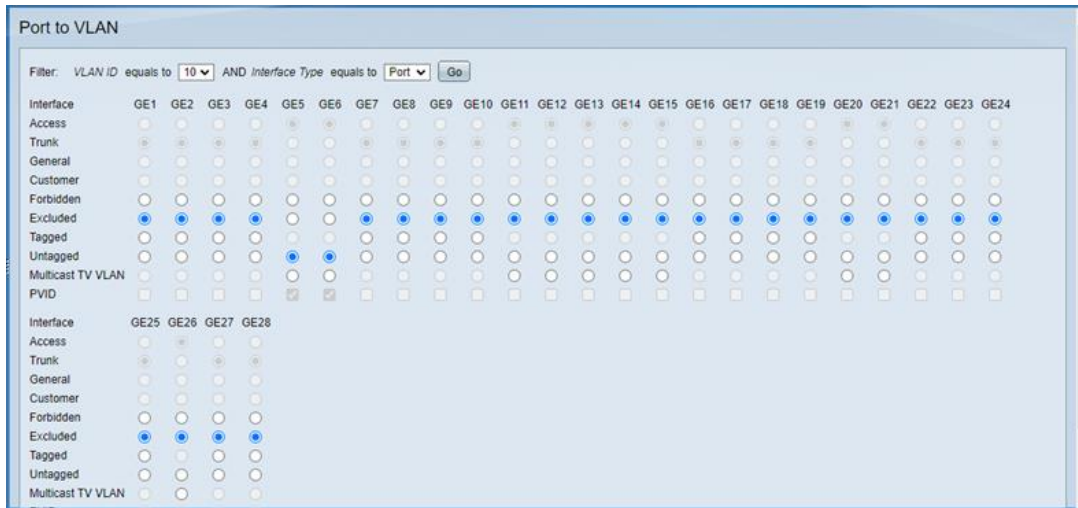 Port to VLAN
Filter: VLAN ID equals to 10 AND Interface Type equals to Port Go
Interface GE1 GE2 GE3 GE4 GE5 GE6 GE7 GE8 GE9 GE10 GE11 GE12 GE13 GE14 GE15 GE16 GE17 GE18 GE19 GE20 GE21 GE22 GE23 GE24
Access
Trunk
General
Customer
Forbidden
Excluded
Tagged
Untagged
Multicast TV VLAN
PVID
Interface GE25 GE26 GE27 GE28
Access
Trunk
General
Customer
Forbidden
Excluded
Tagged
Untagged
Multicast TV VLAN